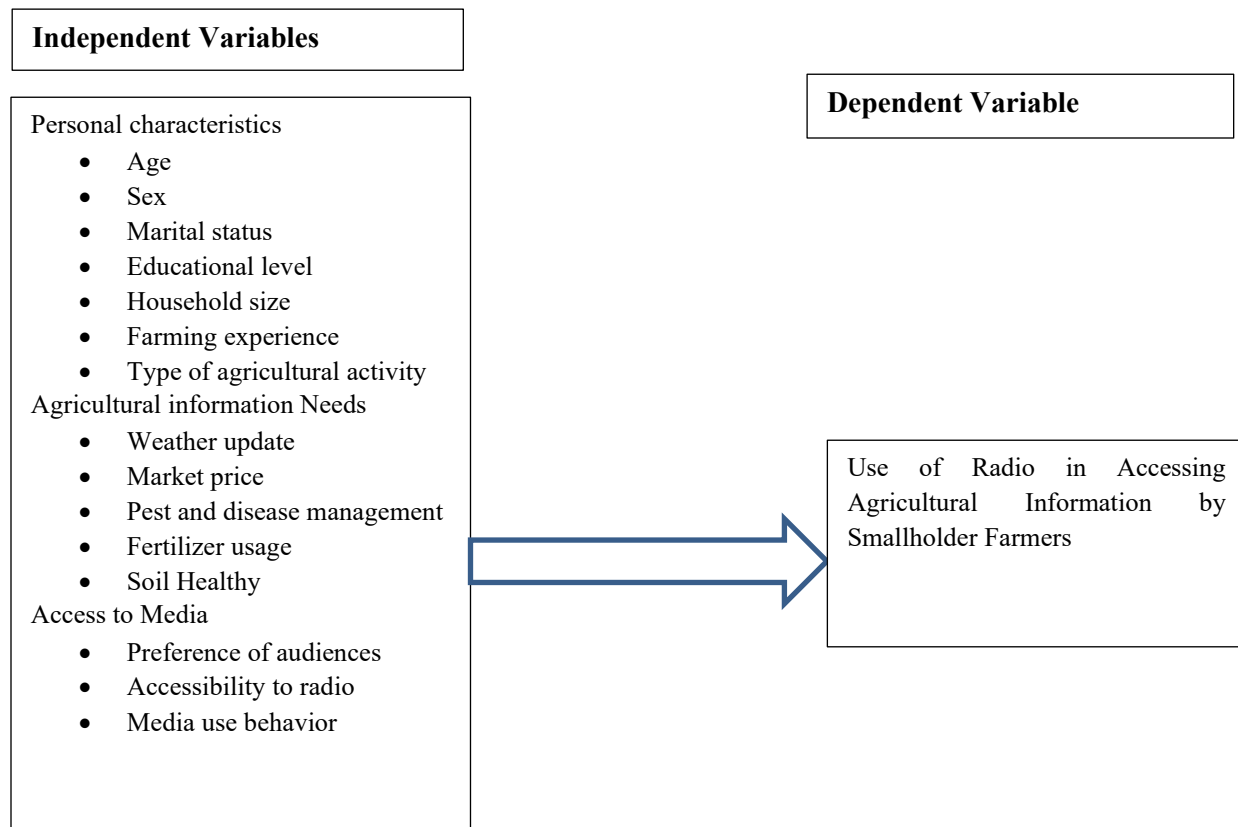 Independent Variables
Personal characteristics
• Age
• Sex
• Marital status
• Educational level
• Household size
• Farming experience
• Type of agricultural activity
Agricultural information Needs
• Weather update
• Market price
• Pest and disease management
• Fertilizer usage
• Soil Healthy
Access to Media
• Preference of audiences
• Accessibility to radio
• Media use behavior
Dependent Variable
Use of Radio in Accessing
Agricultural Information by
Smallholder Farmers